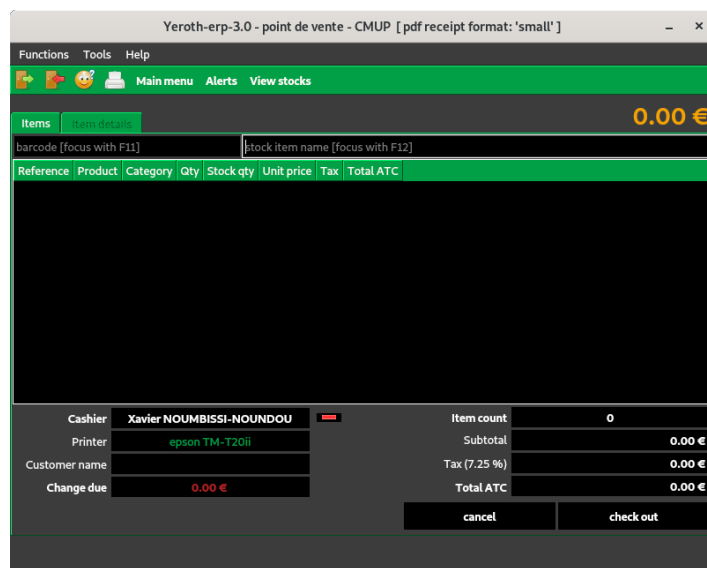 Yeroth-erp-3.0 - point de vente - CMUP [ pdf receipt format: 'small' ]
Functions Tools Help
Main menu Alerts View stocks
0.00 €
Items Item details
barcode [focus with F11] stock item name [focus with F12]
Reference Product Category Qty Stock qty Unit price Tax Total ATC
Cashier Xavier NOUMBISSI-NOUNDOU Item count 0
Printer epson TM-T20ii Subtotal 0.00 €
Customer name Tax (7.25 %) 0.00 €
Change due 0.00 € Total ATC 0.00 €
cancel check out